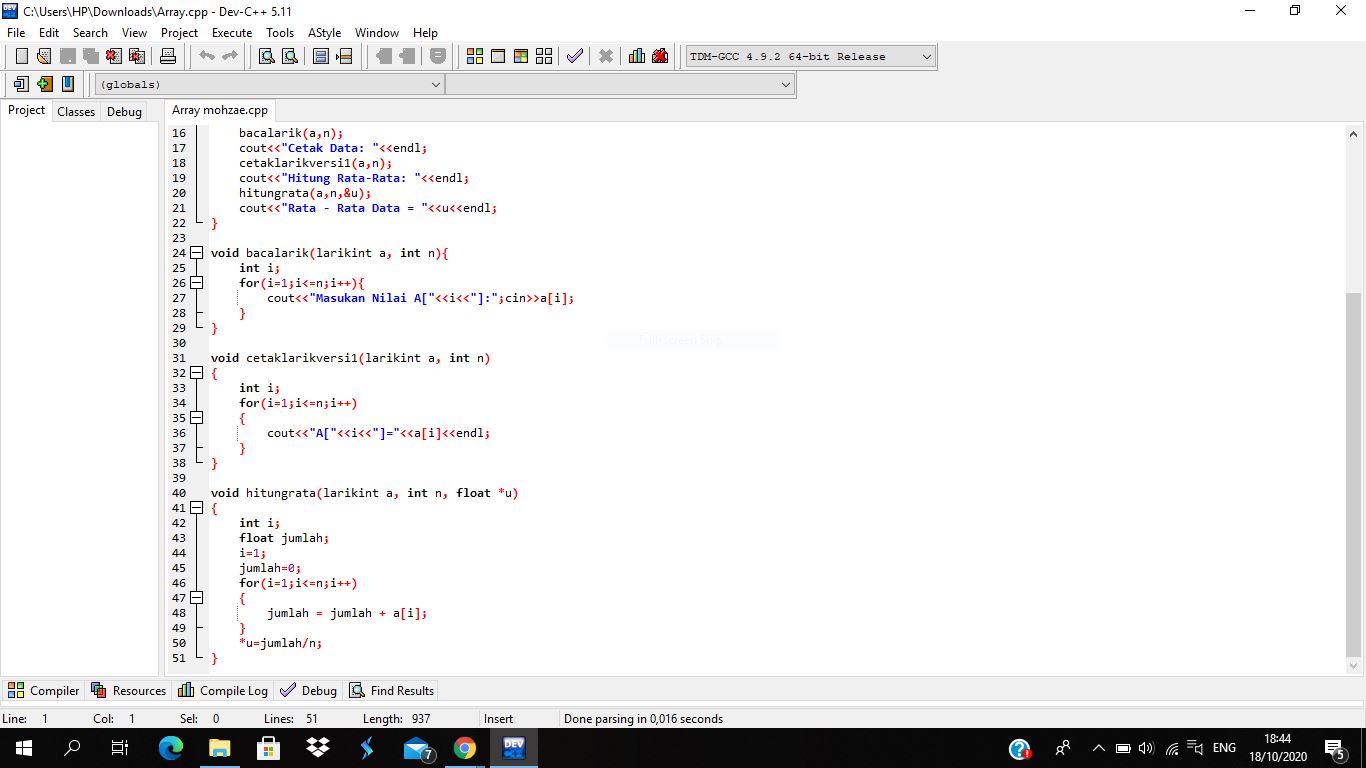 C:\Users\HP\Downloads\Array.cpp - Dev-C++ 5.11
File Edit Search View Project Execute Tools AStyle Window Help
TDM-GCC 4.9.2 64-bit Release
(globals)
Project Classes Debug
Array mohzae.cpp
16 bacalarik(a,n);
17 cout<<"Cetak Data: "<<endl;
18 cetaklarikversi1(a,n);
19 cout<<"Hitung Rata-Rata: "<<endl;
20 hitungrata(a,n,&u);
21 cout<<"Rata - Rata Data = "<<u<<endl;
22 }
23
24 void bacalarik(larikint a, int n){
25 int i;
26 for(i=1;i<=n;i++){
27 cout<<"Masukan Nilai A["<<i<<"]:";cin>>a[i];
28 }
29 }
30
31 void cetaklarikversi1(larikint a, int n)
32 {
33 int i;
34 for(i=1;i<=n;i++)
35 {
36 cout<<"A["<<i<<"]="<<a[i]<<endl;
37 }
38 }
39
40 void hitungrata(larikint a, int n, float *u)
41 {
42 int i;
43 float jumlah;
44 i=1;
45 jumlah=0;
46 for(i=1;i<=n;i++)
47 {
48 jumlah = jumlah + a[i];
49 }
50 *u=jumlah/n;
51 }
Full-screen Snip
Compiler Resources Compile Log Debug Find Results
Line: 1 Col: 1 Sel: 0 Lines: 51 Length: 937 Insert Done parsing in 0,016 seconds
DEV
7
ENG
18:44
18/10/2020
5